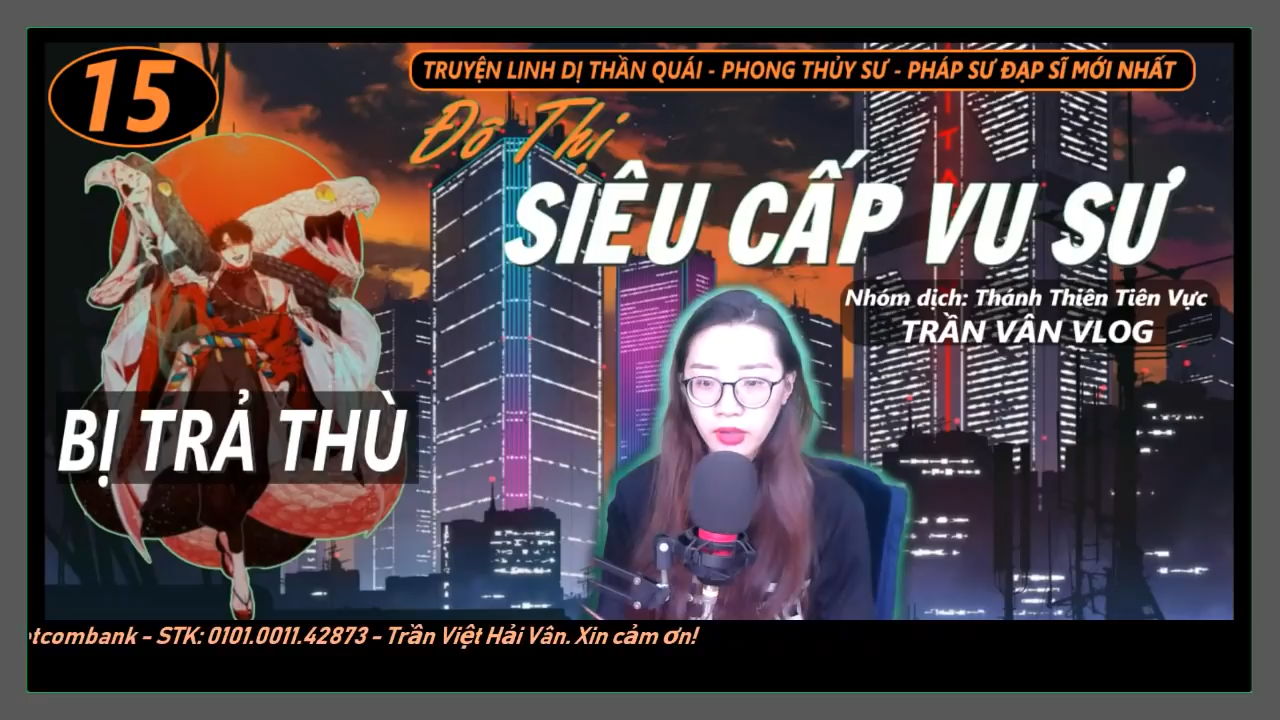 15
TRUYỆN LINH DỊ THẦN QUÁI - PHONG THỦY SƯ - PHÁP SƯ ĐẠP SĨ MỚI NHẤT
Đô Thị
SIÊU CẤP VU SƯ
Nhóm dịch: Thánh Thiên Tiên Vực
TRẦN VÂN VLOG
BỊ TRẢ THÙ
etcombank - STK: 0101.0011.42873 - Trần Việt Hải Vân. Xin cảm ơn!